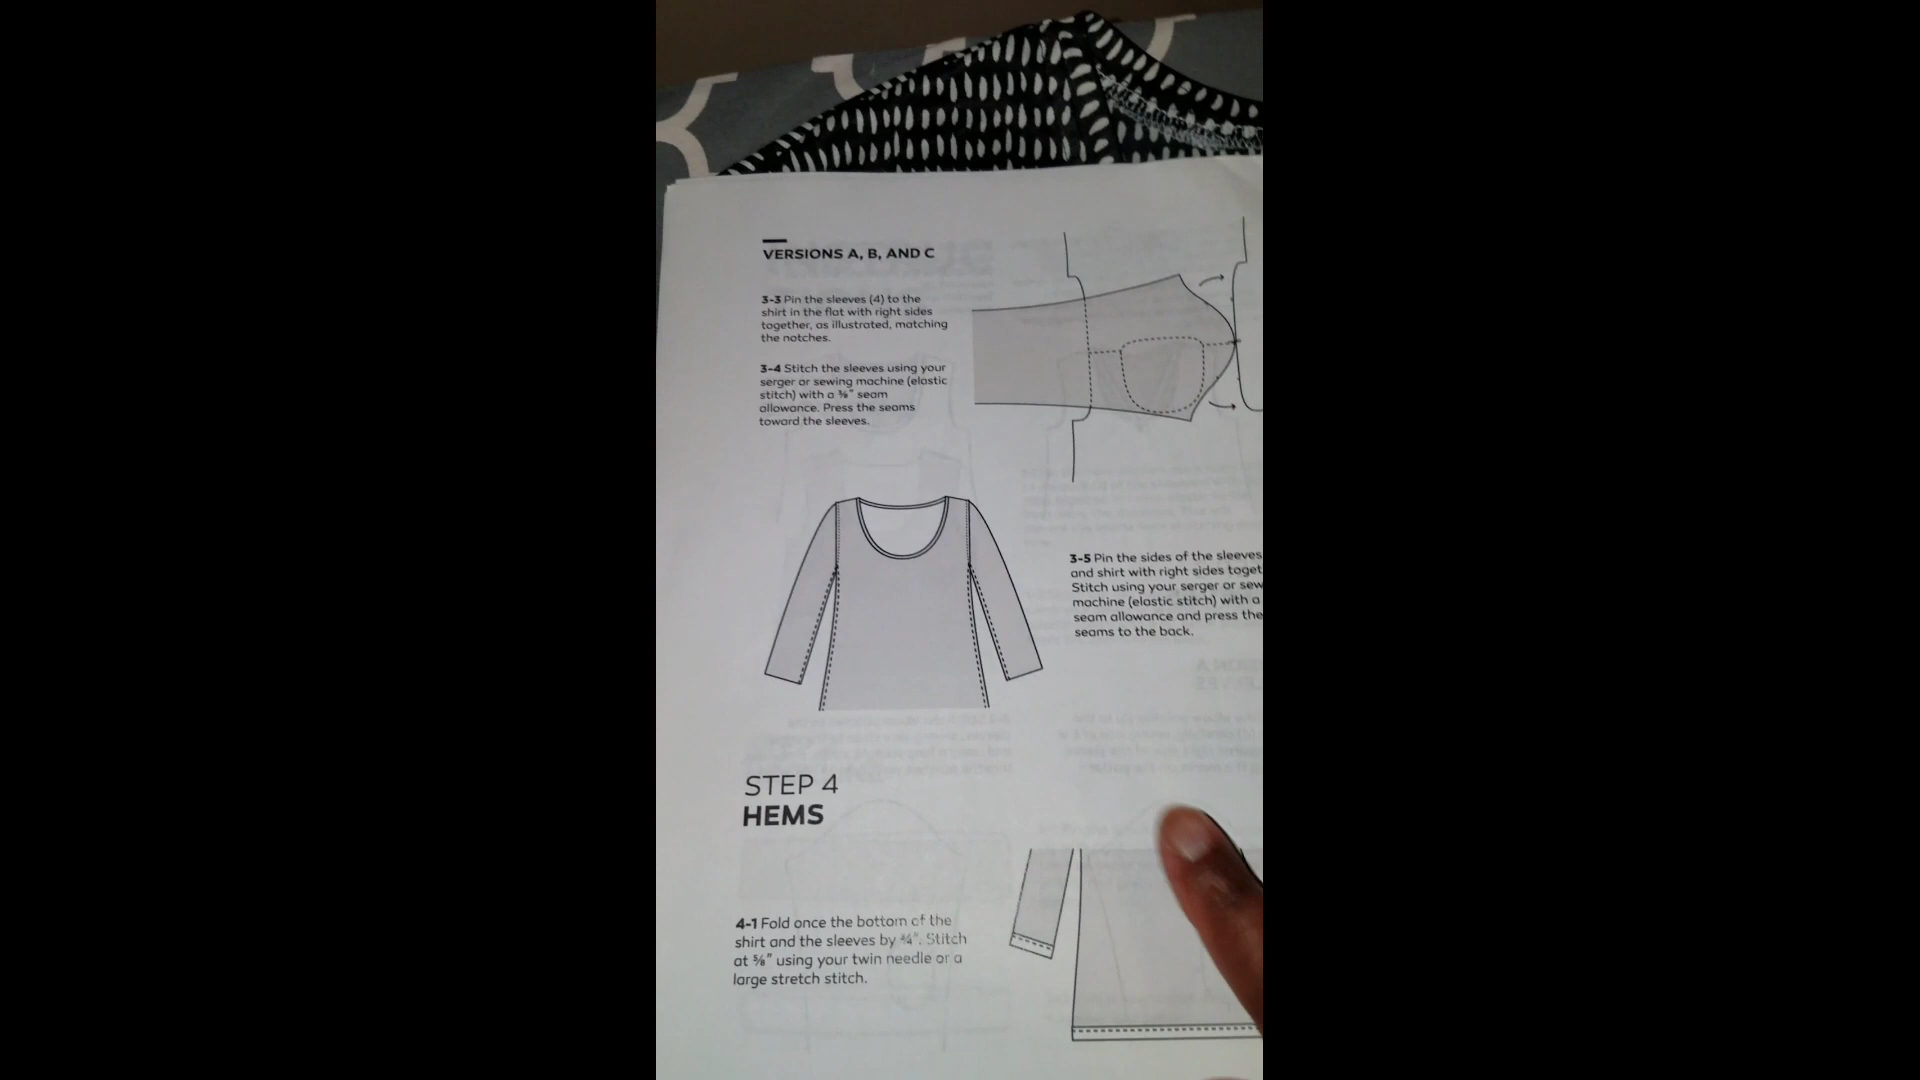 VERSIONS A, B, AND C
3-3 Pin the sleeves (4) to the
shirt in the flat with right sides
together, as illustrated, matching
the notches.
3-4 Stitch the sleeves using your
serger or sewing machine (elastic
stitch) with a ⅜" seam
allowance. Press the seams
toward the sleeves.
3-5 Pin the sides of the sleeves
and shirt with right sides toget
Stitch using your serger or sew
machine (elastic stitch) with a
seam allowance and press the
seams to the back.
STEP 4
HEMS
4-1 Fold once the bottom of the
shirt and the sleeves by ¾". Stitch
at ⅝" using your twin needle or a
large stretch stitch.